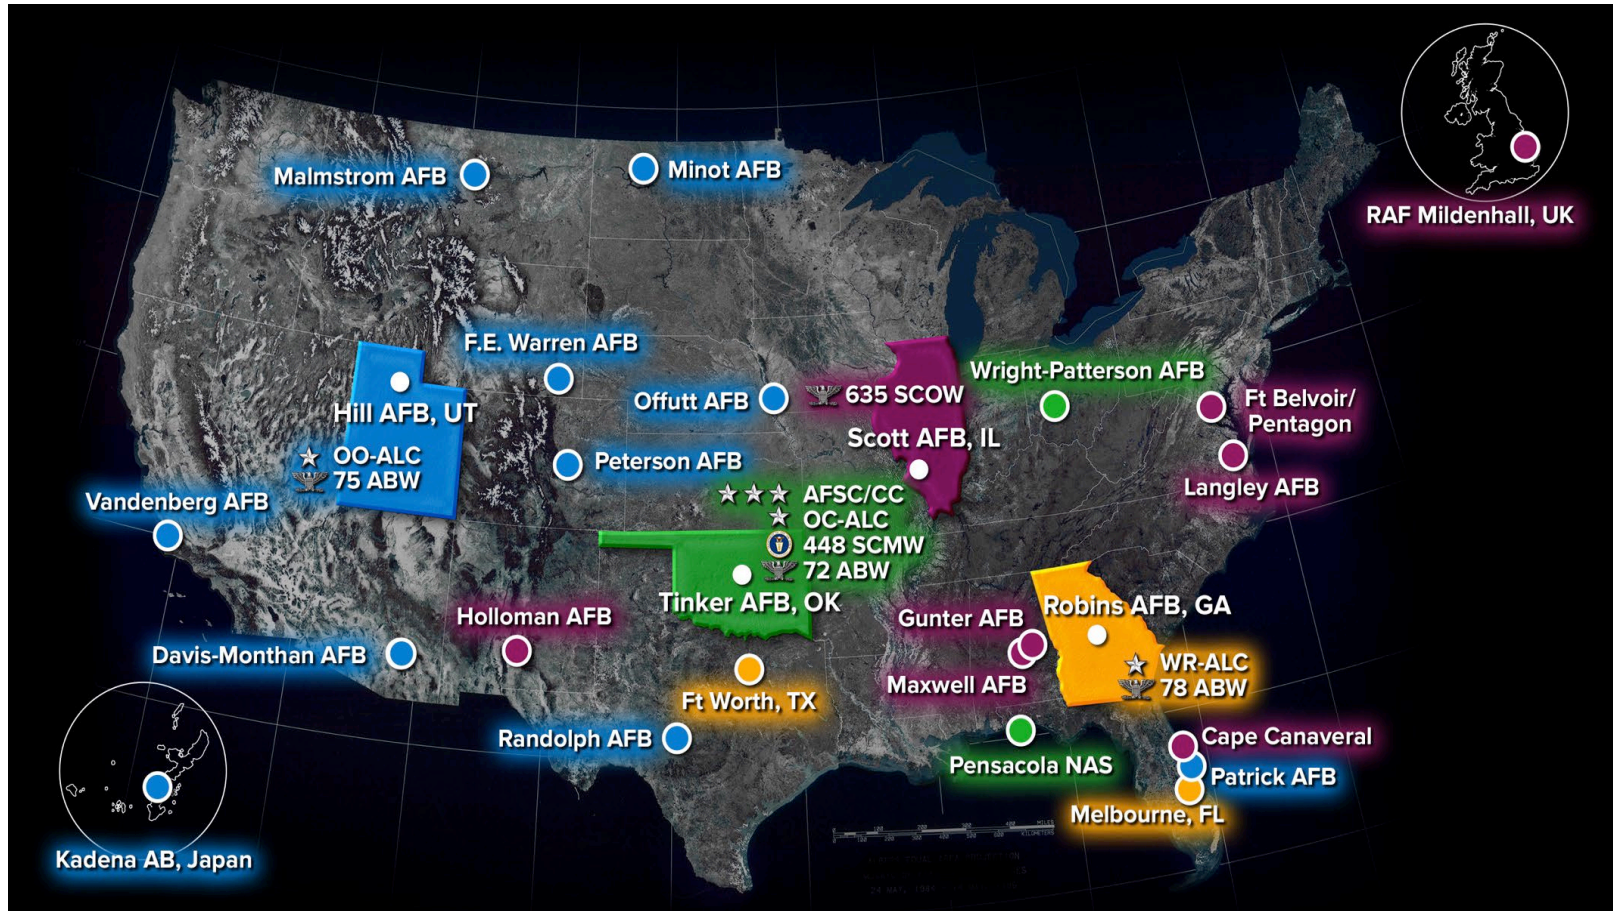 Malmstrom AFB
Minot AFB
RAF Mildenhall, UK
F.E. Warren AFB
Wright-Patterson AFB
Hill AFB, UT
Offutt AFB
635 SCOW
Ft Belvoir/
Pentagon
Scott AFB, IL
OO-ALC
75 ABW
Peterson AFB
Langley AFB
Vandenberg AFB
AFSC/CC
OC-ALC
448 SCMW
72 ABW
Tinker AFB, OK
Holloman AFB
Gunter AFB
Robins AFB, GA
Davis-Monthan AFB
WR-ALC
78 ABW
Maxwell AFB
Ft Worth, TX
Randolph AFB
Cape Canaveral
Pensacola NAS
Patrick AFB
Melbourne, FL
MILES
KILOMETERS
Kadena AB, Japan